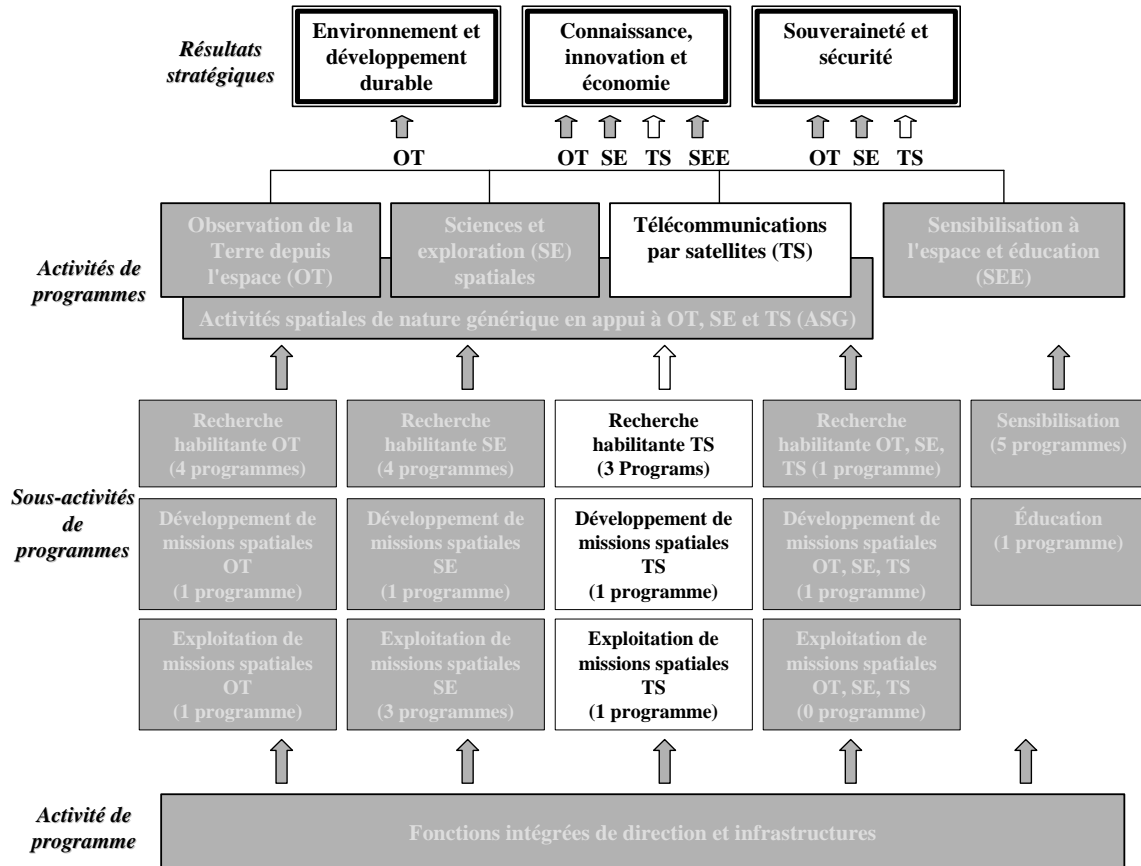 Résultats
stratégiques
Environnement et
développement
durable
Connaissance,
innovation et
économie
Souveraineté et
sécurité
OT
OT SE TS SEE
OT SE TS
Activités de
programmes
Observation de la
Terre depuis
l'espace (OT)
Sciences et
exploration (SE)
spatiales
Télécommunications
par satellites (TS)
Sensibilisation à
l'espace et éducation
(SEE)
Activités spatiales de nature générique en appui à OT, SE et TS (ASG)
Sous-activités
de
programmes
Recherche
habilitante OT
(4 programmes)
Recherche
habilitante SE
(4 programmes)
Recherche
habilitante TS
(3 Programs)
Recherche
habilitante OT, SE,
TS (1 programme)
Sensibilisation
(5 programmes)
Développement de
missions spatiales
OT
(1 programme)
Développement de
missions spatiales
SE
(1 programme)
Développement de
missions spatiales
TS
(1 programme)
Développement de
missions spatiales
OT, SE, TS
(1 programme)
Éducation
(1 programme)
Exploitation de
missions spatiales
OT
(1 programme)
Exploitation de
missions spatiales
SE
(3 programmes)
Exploitation de
missions spatiales
TS
(1 programme)
Exploitation de
missions spatiales
OT, SE, TS
(0 programme)
Activité de
programme
Fonctions intégrées de direction et infrastructures